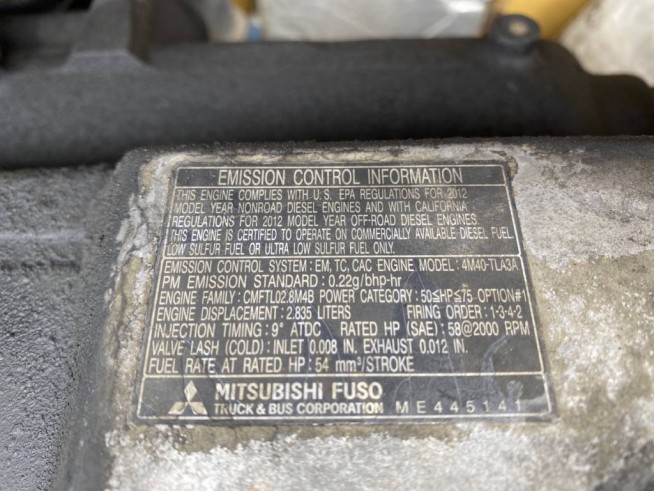 EMISSION CONTROL INFORMATION
THIS ENGINE COMPLIES WITH U.S. EPA REGULATIONS FOR 2012
MODEL YEAR NONROAD DIESEL ENGINES AND WITH CALIFORNIA
REGULATIONS FOR 2012 MODEL YEAR OFF-ROAD DIESEL ENGINES.
THIS ENGINE IS CERTIFIED TO OPERATE ON COMMERCIALLY AVAILABLE DIESEL FUEL
LOW SULFUR FUEL OR ULTRA LOW SULFUR FUEL ONLY.
EMISSION CONTROL SYSTEM : EM, TC, CAC ENGINE MODEL : 4M40-TLA3A
PM EMISSION STANDARD : 0.22g/bhp-hr
ENGINE FAMILY : CMFTL02.8M4B POWER CATEGORY : 50≤HP≤75 OPTION#1
ENGINE DISPLACEMENT : 2.835 LITERS FIRING ORDER : 1-3-4-2
INJECTION TIMING : 9° ATDC RATED HP (SAE) : 58@2000 RPM
VALVE LASH (COLD) : INLET 0.008 IN. EXHAUST 0.012 IN.
FUEL RATE AT RATED HP : 54 mm³/STROKE
MITSUBISHI FUSO
TRUCK & BUS CORPORATION ME445141